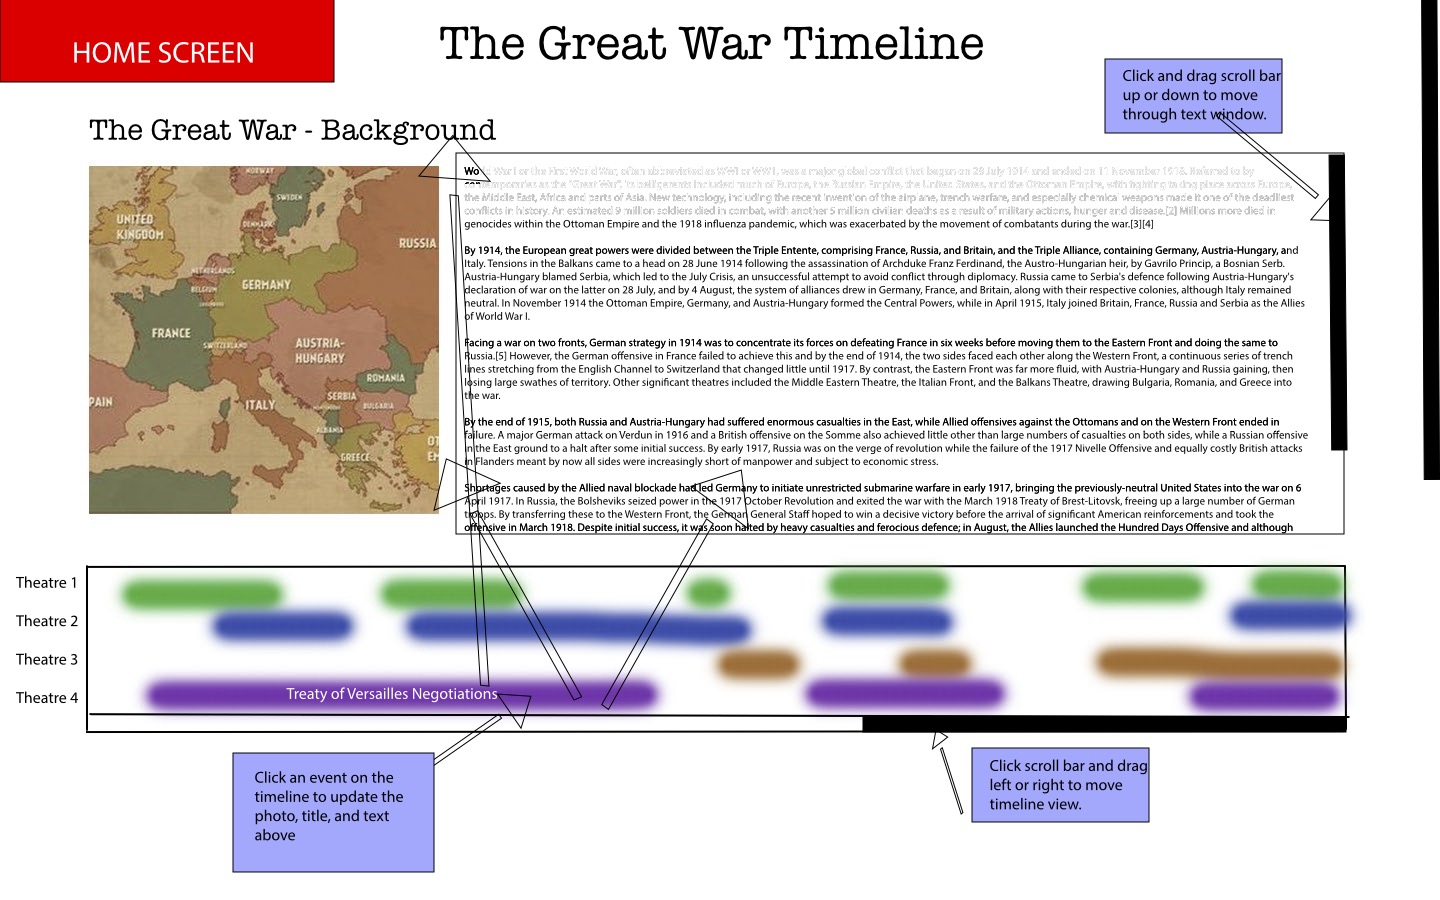 HOME SCREEN
The Great War Timeline
Click and drag scroll bar
up or down to move
through text window.
The Great War - Background
NORWAY
SWEDEN
UNITED
KINGDOM
DENMARK
RUSSIA
NETHERLANDS
BELGIUM
GERMANY
FRANCE
SWITZERLAND
AUSTRIA-
HUNGARY
ROMANIA
PAIN
ITALY
SERBIA
BULGARIA
ALBANIA
GREECE
OT
EM
World War I or the First World War, often abbreviated as WWI or WW1, was a major global conflict that began on 28 July 1914 and ended on 11 November 1918. Referred to by
contemporaries as the "Great War", its belligerents included much of Europe, the Russian Empire, the United States, and the Ottoman Empire, with fighting also taking place across Europe,
the Middle East, Africa and parts of Asia. New technology, including the recent invention of the airplane, trench warfare, and especially chemical weapons made it one of the deadliest
conflicts in history. An estimated 9 million soldiers died in combat, with another 5 million civilian deaths as a result of military actions, hunger and disease.[2] Millions more died in
genocides within the Ottoman Empire and the 1918 influenza pandemic, which was exacerbated by the movement of combatants during the war.[3][4]
By 1914, the European great powers were divided between the Triple Entente, comprising France, Russia, and Britain, and the Triple Alliance, containing Germany, Austria-Hungary, and
Italy. Tensions in the Balkans came to a head on 28 June 1914 following the assassination of Archduke Franz Ferdinand, the Austro-Hungarian heir, by Gavrilo Princip, a Bosnian Serb.
Austria-Hungary blamed Serbia, which led to the July Crisis, an unsuccessful attempt to avoid conflict through diplomacy. Russia came to Serbia's defence following Austria-Hungary's
declaration of war on the latter on 28 July, and by 4 August, the system of alliances drew in Germany, France, and Britain, along with their respective colonies, although Italy remained
neutral. In November 1914 the Ottoman Empire, Germany, and Austria-Hungary formed the Central Powers, while in April 1915, Italy joined Britain, France, Russia and Serbia as the Allies
of World War I.
Facing a war on two fronts, German strategy in 1914 was to concentrate its forces on defeating France in six weeks before moving them to the Eastern Front and doing the same to
Russia.[5] However, the German offensive in France failed to achieve this and by the end of 1914, the two sides faced each other along the Western Front, a continuous series of trench
lines stretching from the English Channel to Switzerland that changed little until 1917. By contrast, the Eastern Front was far more fluid, with Austria-Hungary and Russia gaining, then
losing large swathes of territory. Other significant theatres included the Middle Eastern Theatre, the Italian Front, and the Balkans Theatre, drawing Bulgaria, Romania, and Greece into
the war.
By the end of 1915, both Russia and Austria-Hungary had suffered enormous casualties in the East, while Allied offensives against the Ottomans and on the Western Front ended in
failure. A major German attack on Verdun in 1916 and a British offensive on the Somme also achieved little other than large numbers of casualties on both sides, while a Russian offensive
in the East ground to a halt after some initial success. By early 1917, Russia was on the verge of revolution while the failure of the 1917 Nivelle Offensive and equally costly British attacks
in Flanders meant by now all sides were increasingly short of manpower and subject to economic stress.
Shortages caused by the Allied naval blockade had led Germany to initiate unrestricted submarine warfare in early 1917, bringing the previously-neutral United States into the war on 6
April 1917. In Russia, the Bolsheviks seized power in the 1917 October Revolution and exited the war with the March 1918 Treaty of Brest-Litovsk, freeing up a large number of German
troops. By transferring these to the Western Front, the German General Staff hoped to win a decisive victory before the arrival of significant American reinforcements and took the
offensive in March 1918. Despite initial success, it was soon halted by heavy casualties and ferocious defence; in August, the Allies launched the Hundred Days Offensive and although
Theatre 1
Theatre 2
Theatre 3
Theatre 4
Treaty of Versailles Negotiations
Click an event on the
timeline to update the
photo, title, and text
above
Click scroll bar and drag
left or right to move
timeline view.